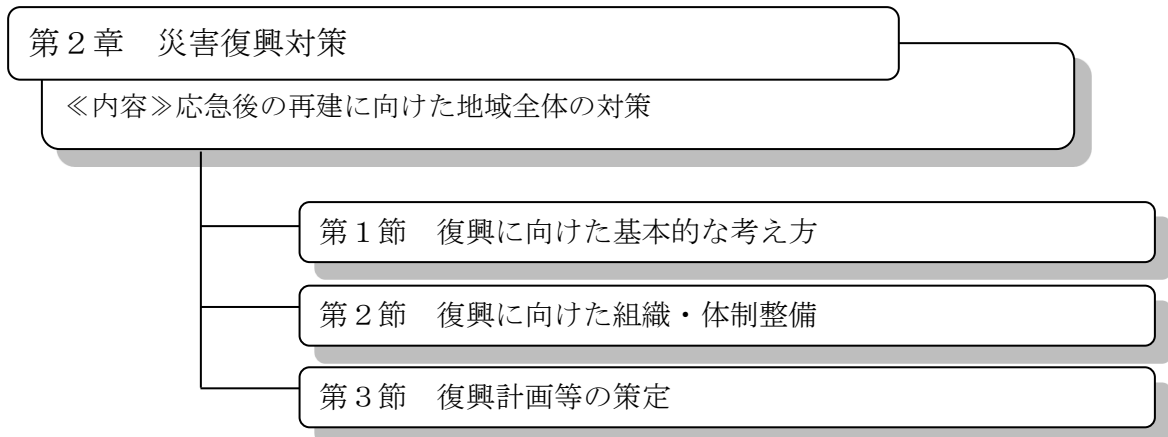 第２章　災害復興対策
≪内容≫応急後の再建に向けた地域全体の対策
第１節　復興に向けた基本的な考え方
第２節　復興に向けた組織・体制整備
第３節　復興計画等の策定